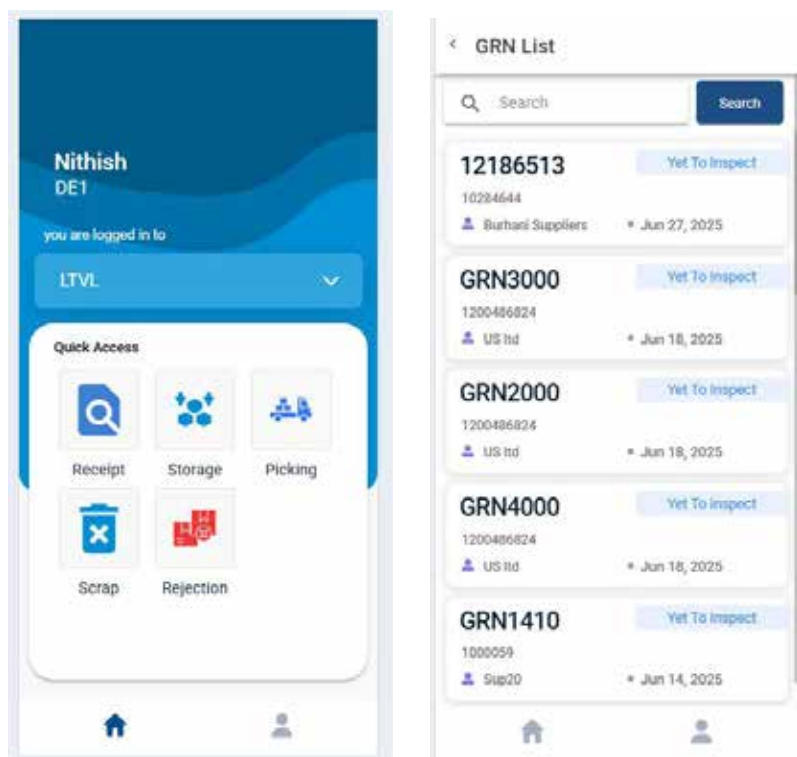 Nithish
DE1
you are logged in to
LTVL
Quick Access
Receipt
Storage
Picking
Scrap
Rejection
GRN List
Search
Search
12186513
Yet To Inspect
10284644
Burhani Suppliers
Jun 27, 2025
GRN3000
Yet To Inspect
1200486824
US ltd
Jun 18, 2025
GRN2000
Yet To Inspect
1200486824
US ltd
Jun 18, 2025
GRN4000
Yet To Inspect
1200486824
US ltd
Jun 18, 2025
GRN1410
Yet To Inspect
1000059
Sup20
Jun 14, 2025